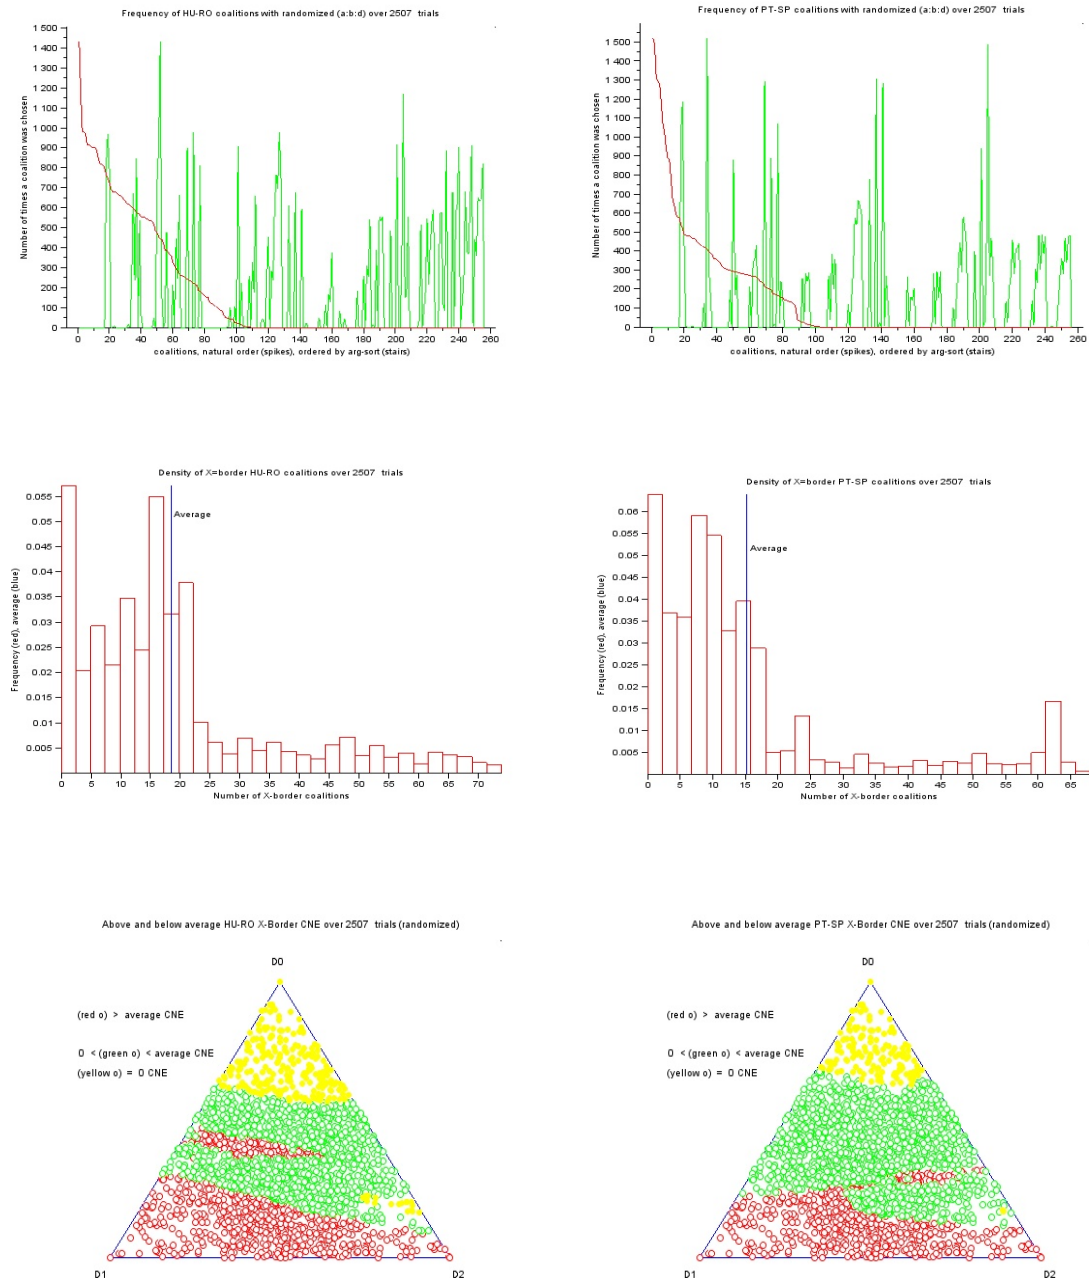 Frequency of HU-RO coalitions with randomized (a:b:d) over 2507 trials
Number of times a coalition was chosen
1 500
1 400
1 300
1 200
1 100
1 000
900
800
700
600
500
400
300
200
100
0
0 20 40 60 80 100 120 140 160 180 200 220 240 260
coalitions, natural order (spikes), ordered by arg-sort (stairs)
Frequency of PT-SP coalitions with randomized (a:b:d) over 2507 trials
Number of times a coalition was chosen
1 500
1 400
1 300
1 200
1 100
1 000
900
800
700
600
500
400
300
200
100
0
0 20 40 60 80 100 120 140 160 180 200 220 240 260
coalitions, natural order (spikes), ordered by arg-sort (stairs)
Density of X=border HU-RO coalitions over 2507 trials
Frequency (red), average (blue)
0.055
0.05
0.045
0.04
0.035
0.03
0.025
0.02
0.015
0.01
0.005
Average
0 5 10 15 20 25 30 35 40 45 50 55 60 65 70
Number of X-border coalitions
Density of X=border PT-SP coalitions over 2507 trials
Frequency (red), average (blue)
0.06
0.055
0.05
0.045
0.04
0.035
0.03
0.025
0.02
0.015
0.01
0.005
Average
0 5 10 15 20 25 30 35 40 45 50 55 60 65
Number of X-border coalitions
Above and below average HU-RO X-Border CNE over 2507 trials (randomized)
D0
(red o) > average CNE
0 < (green o) < average CNE
(yellow o) = 0 CNE
D1
D2
Above and below average PT-SP X-Border CNE over 2507 trials (randomized)
D0
(red o) > average CNE
0 < (green o) < average CNE
(yellow o) = 0 CNE
D1
D2